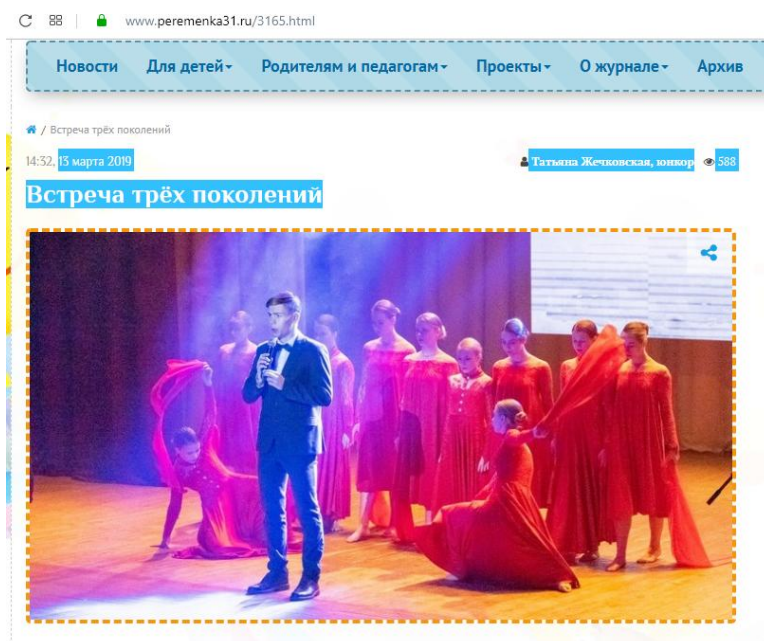 www.peremenka31.ru/3165.html
Новости Для детей Родителям и педагогам Проекты О журнале Архив
/ Встреча трёх поколений
14:32, 13 марта 2019 Татьяна Жечковская, юнкор 588
Встреча трёх поколений